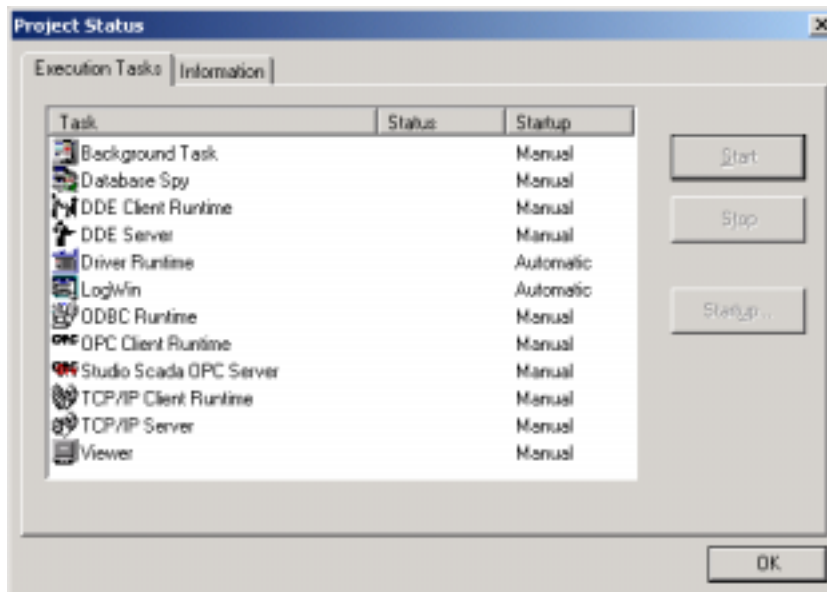 Project Status
Execution Tasks Information
Task Status Startup
Background Task Manual
Database Spy Manual
DDE Client Runtime Manual
DDE Server Manual
Driver Runtime Automatic
LogWin Automatic
ODBC Runtime Manual
OPC Client Runtime Manual
Studio Scada OPC Server Manual
TCP/IP Client Runtime Manual
TCP/IP Server Manual
Viewer Manual
Start
Stop
Startup...
OK